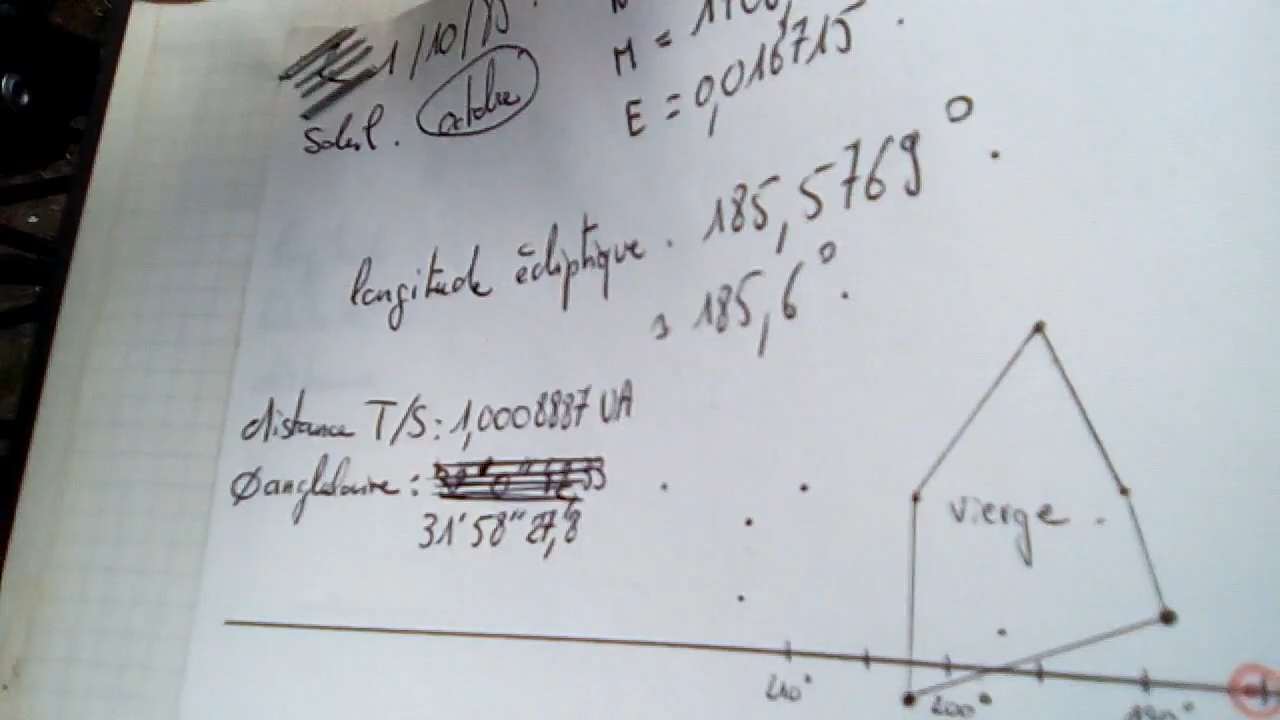 1/10/
Soleil. octobre
M =
E = 0,016715
longitude écliptique. 185,5769°.
= 185,6°.
distance T/S: 1,0008887 UA
Øanglulaire:
31' 58" 27,8
Vierge.
210° 200° 190°